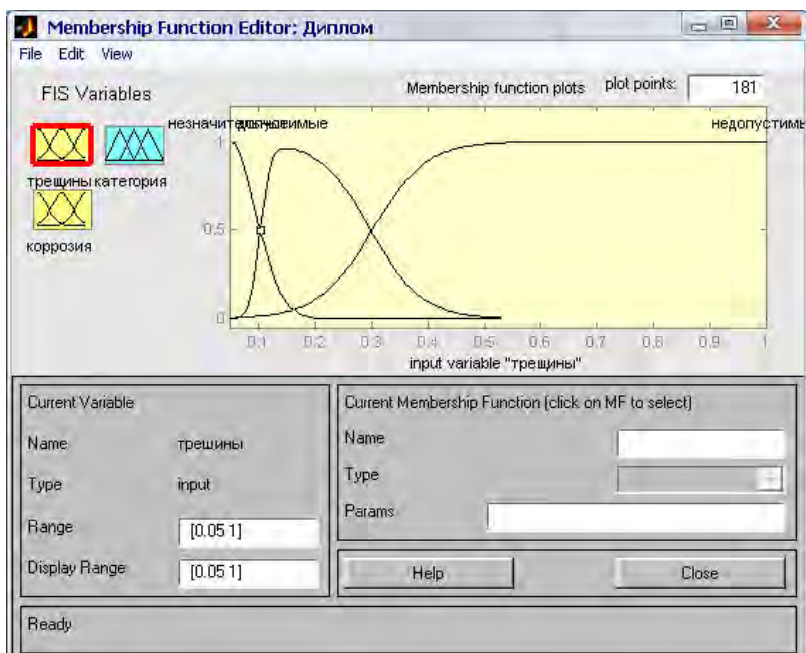 Membership Function Editor: Диплом
File Edit View
FIS Variables
Membership function plots plot points: 181
трещины категория
коррозия
недопустимы
1
0.5
0
0.1 0.2 0.3 0.4 0.5 0.6 0.7 0.8 0.9 1
input variable "трещины"
Current Variable
Name трещины
Type input
Range [0.05 1]
Display Range [0.05 1]
Current Membership Function (click on MF to select)
Name
Type
Params
Help Close
Ready